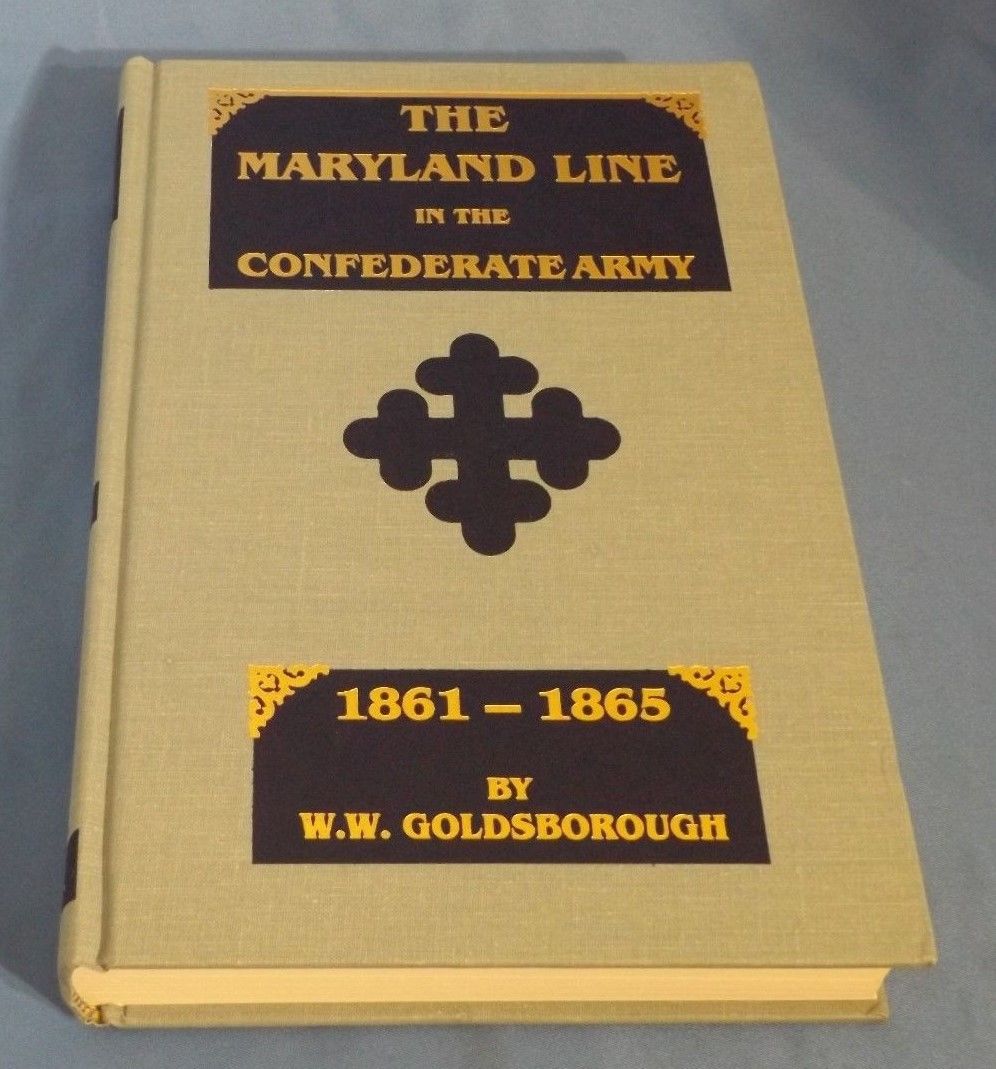 THE
MARYLAND LINE
IN THE
CONFEDERATE ARMY
1861 – 1865
BY
W.W. GOLDSBOROUGH